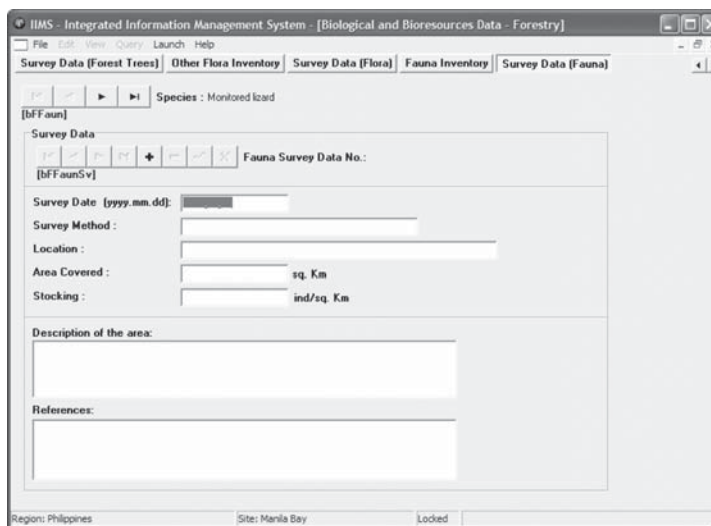 IIMS - Integrated Information Management System - [Biological and Bioresources Data - Forestry]
File Edit View Query Launch Help
Survey Data (Forest Trees) Other Flora Inventory Survey Data (Flora) Fauna Inventory Survey Data (Fauna)
Species : Monitored lizard
[bFFaun]
Survey Data
Fauna Survey Data No.:
[bFFaunSv]
Survey Date (yyyy.mm.dd):
Survey Method :
Location :
Area Covered : sq. Km
Stocking : ind/sq. Km
Description of the area:
References:
Region: Philippines Site: Manila Bay Locked